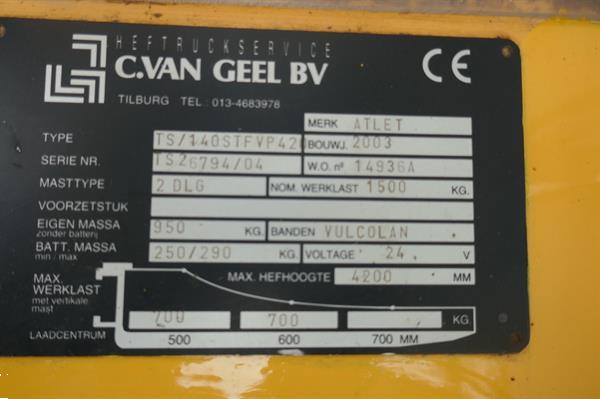 HEFTRUCKSERVICE
C.VAN GEEL BV
TILBURG TEL: 013-4683978
CE
MERK ATLET
TYPE TS/140STFVP420 BOUWJ. 2003
SERIE NR. TS26794/04 W.O. nº 14936A
MASTTYPE 2 DLG NOM. WERKLAST 1500 KG.
VOORZETSTUK
EIGEN MASSA zonder batterij 950 KG. BANDEN VULCOLAN
BATT. MASSA min / max 250/290 KG. VOLTAGE 24 V
MAX. HEFHOOGTE 4200 MM
MAX. WERKLAST
met vertikale
mast
700 700 KG
LAADCENTRUM 500 600 700 MM